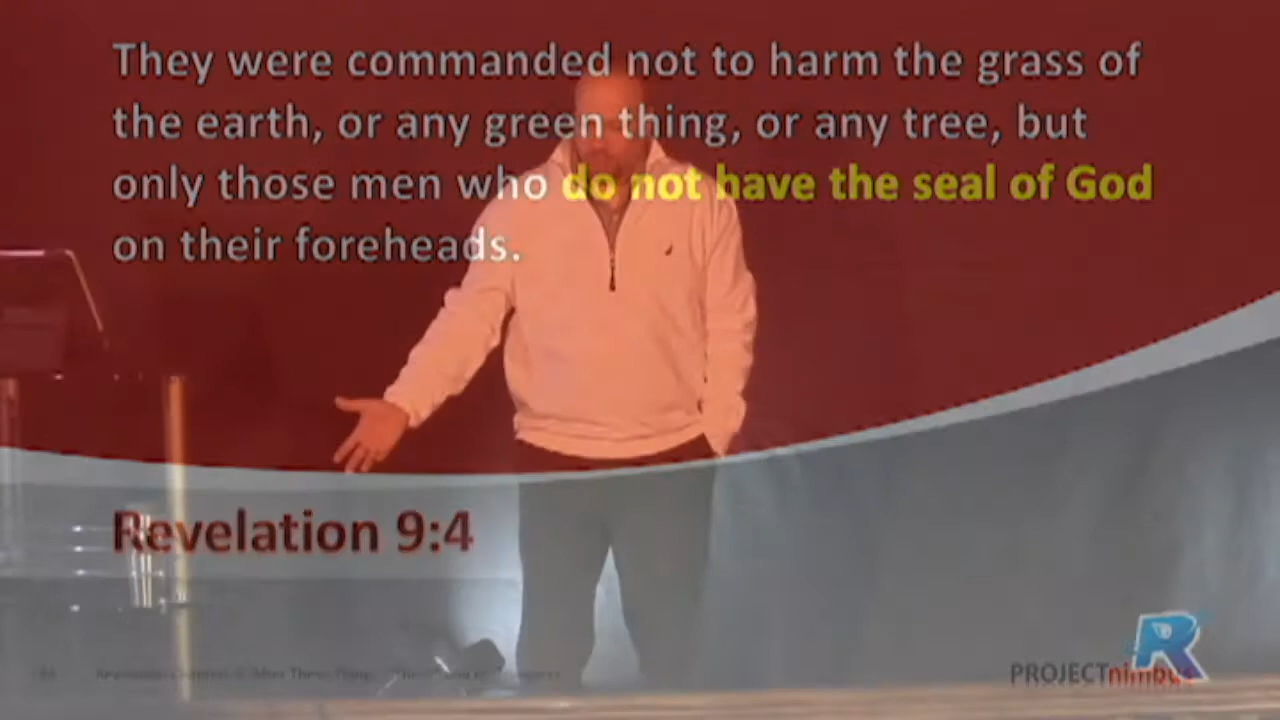 They were commanded not to harm the grass of
the earth, or any green thing, or any tree, but
only those men who do not have the seal of God
on their foreheads.
Revelation 9:4
PROJECTnimbus